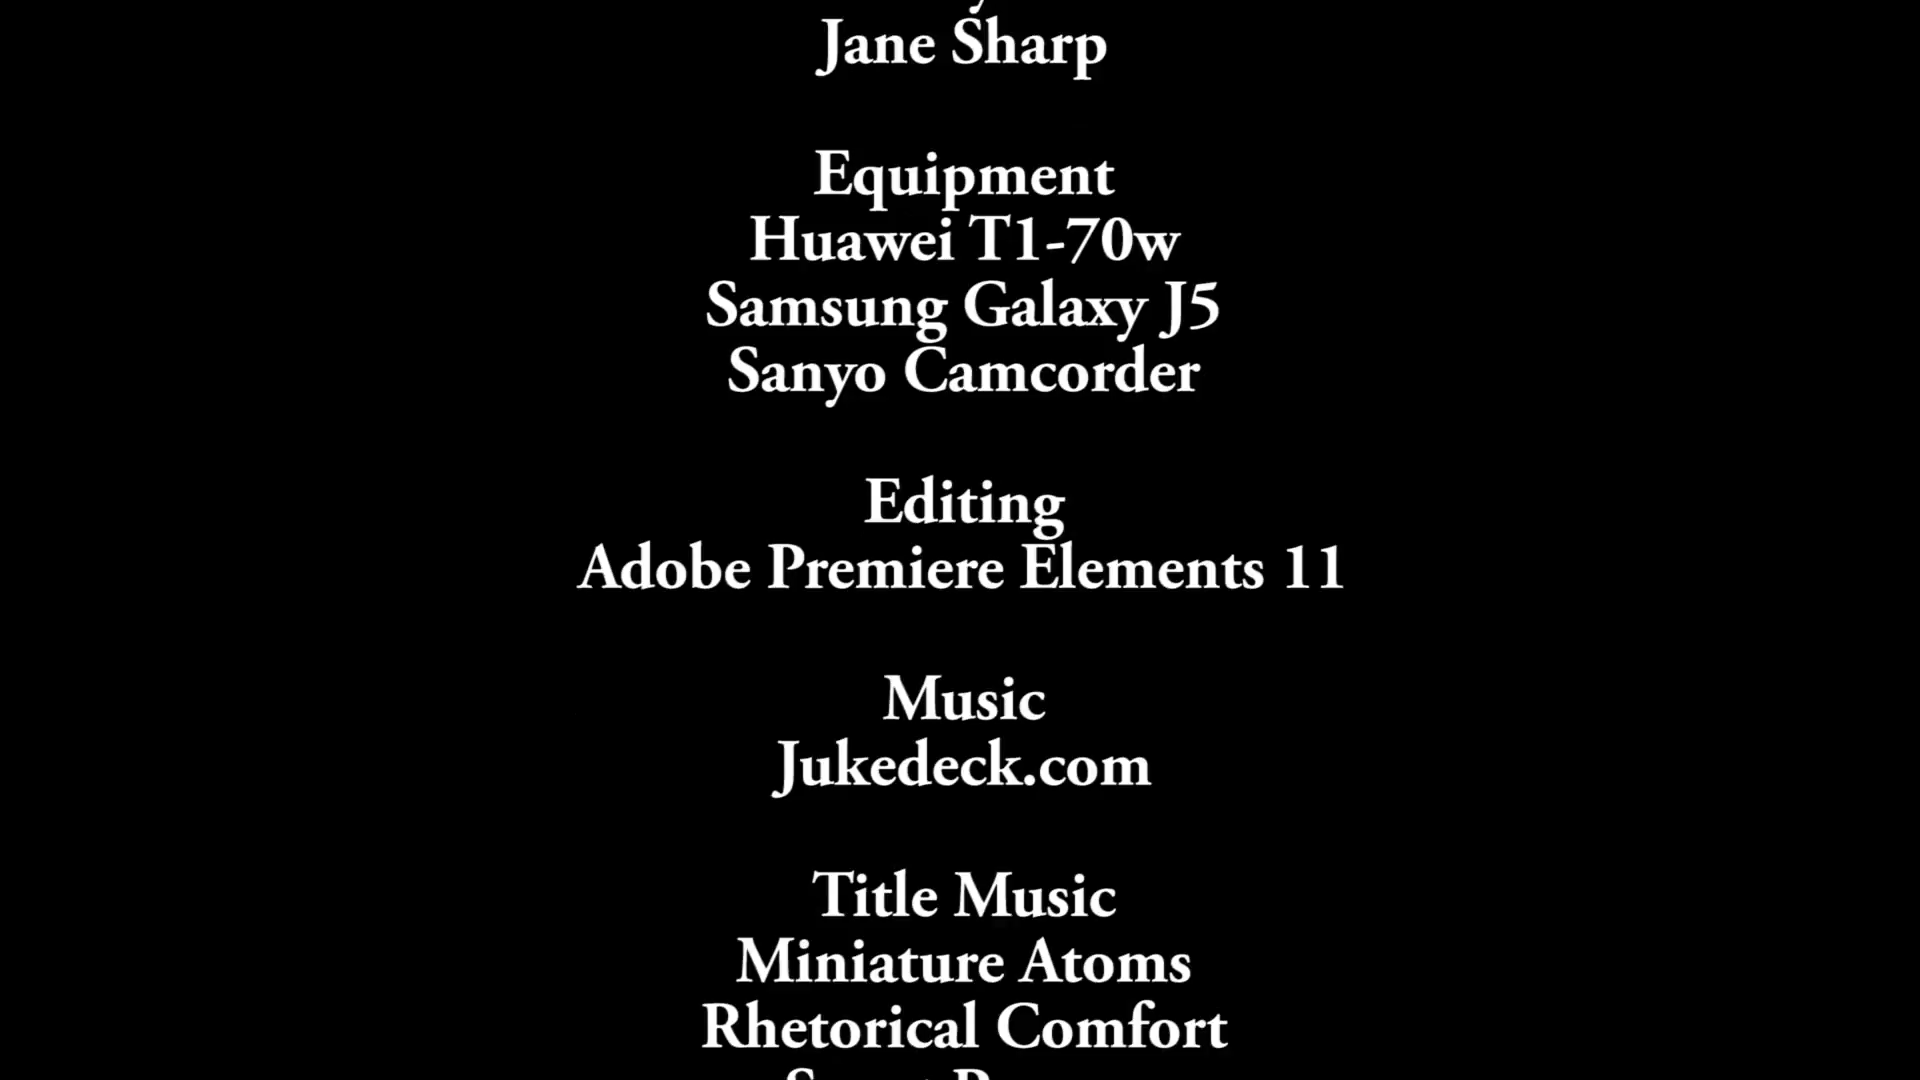 Jane Sharp
Equipment
Huawei T1-70w
Samsung Galaxy J5
Sanyo Camcorder
Editing
Adobe Premiere Elements 11
Music
Jukedeck.com
Title Music
Miniature Atoms
Rhetorical Comfort